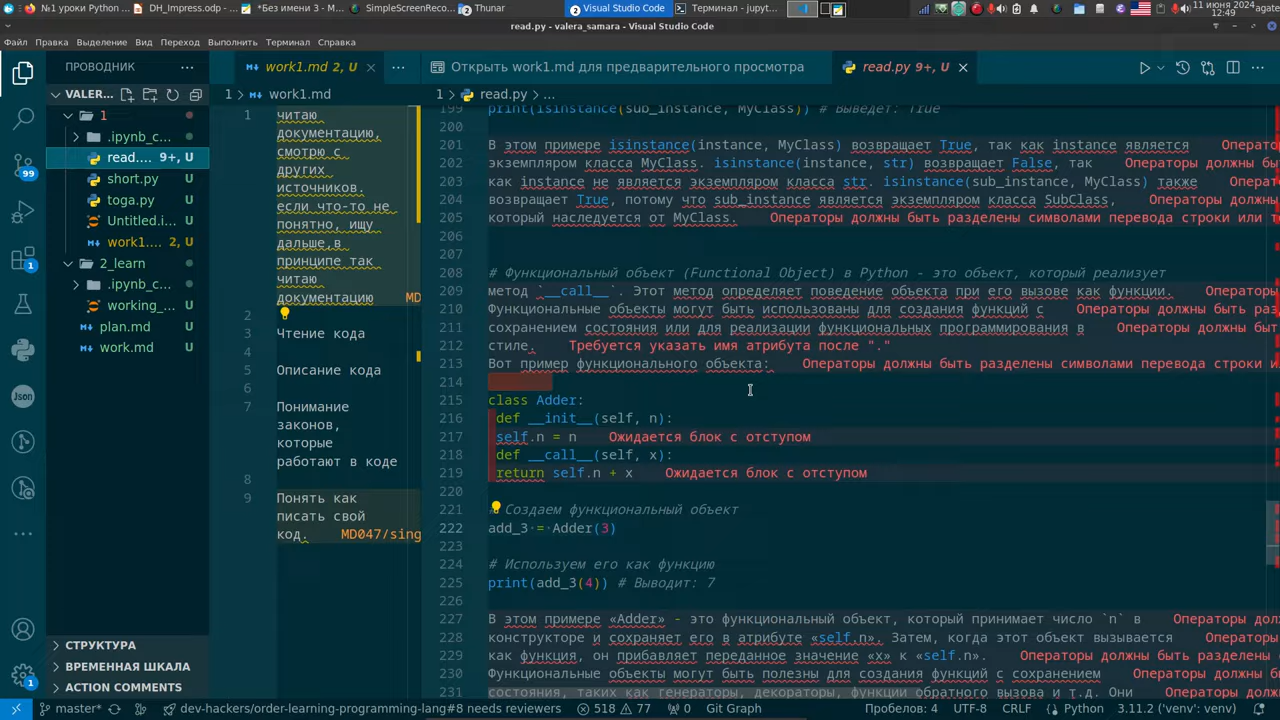 №1 уроки Python ...
DH_Impress.odp - ...
*Без имени 3 - M...
SimpleScreenReco...
2 Thunar
2 Visual Studio Code
Терминал - jupyt...
11 июня 2024
12:49
agate
read.py - valera_samara - Visual Studio Code
Файл Правка Выделение Вид Переход Выполнить Терминал Справка
ПРОВОДНИК ...
work1.md 2, U
Открыть work1.md для предварительного просмотра
read.py 9+, U
VALER...
1
.ipynb_c...
read.... 9+, U
short.py U
toga.py U
Untitled.i... U
work1.... 2, U
2_learn
.ipynb_c...
working_... U
plan.md U
work.md U
СТРУКТУРА
ВРЕМЕННАЯ ШКАЛА
ACTION COMMENTS
99
1
Json
1
1 > work1.md
1 читаю
документацию,
смотрю с
других
источников.
если что-то не
понятно, ищу
дальше,в
принципе так
читаю
документацию MD
2
3 Чтение кода
4
5 Описание кода
6
7 Понимание
законов,
которые
работают в коде
8
9 Понять как
писать свой
код. MD047/sing
1 > read.py > ...
199 print(isinstance(sub_instance, MyClass)) # Выведет: True
200
201 В этом примере isinstance(instance, MyClass) возвращает True, так как instance является Операто
202 экземпляром класса MyClass. isinstance(instance, str) возвращает False, так Операторы должны бы
203 как instance не является экземпляром класса str. isinstance(sub_instance, MyClass) также Операт
204 возвращает True, потому что sub_instance является экземпляром класса SubClass, Операторы должны
205 который наследуется от MyClass. Операторы должны быть разделены символами перевода строки или т
206
207
208 # Функциональный объект (Functional Object) в Python - это объект, который реализует
209 метод `__call__`. Этот метод определяет поведение объекта при его вызове как функции. Операторы
210 Функциональные объекты могут быть использованы для создания функций с Операторы должны быть раз
211 сохранением состояния или для реализации функциональных программирования в Операторы должны быт
212 стиле. Требуется указать имя атрибута после "."
213 Вот пример функционального объекта: Операторы должны быть разделены символами перевода строки и
214
215 class Adder:
216 def __init__(self, n):
217 self.n = n Ожидается блок с отступом
218 def __call__(self, x):
219 return self.n + x Ожидается блок с отступом
220
221 # Создаем функциональный объект
222 add_3 = Adder(3)
223
224 # Используем его как функцию
225 print(add_3(4)) # Выводит: 7
226
227 В этом примере «Adder» - это функциональный объект, который принимает число `n` в Операторы дол
228 конструкторе и сохраняет его в атрибуте «self.n». Затем, когда этот объект вызывается Операторы
229 как функция, он прибавляет переданное значение «x» к «self.n». Операторы должны быть разделены
230 Функциональные объекты могут быть полезны для создания функций с сохранением Операторы должны б
231 состояния, таких как генераторы, декораторы, функции обратного вызова и т.д. Они Операторы долж
master*
dev-hackers/order-learning-programming-lang#8 needs reviewers
518 77
0
Git Graph
Пробелов: 4
UTF-8
CRLF
Python
3.11.2 ('venv': venv)